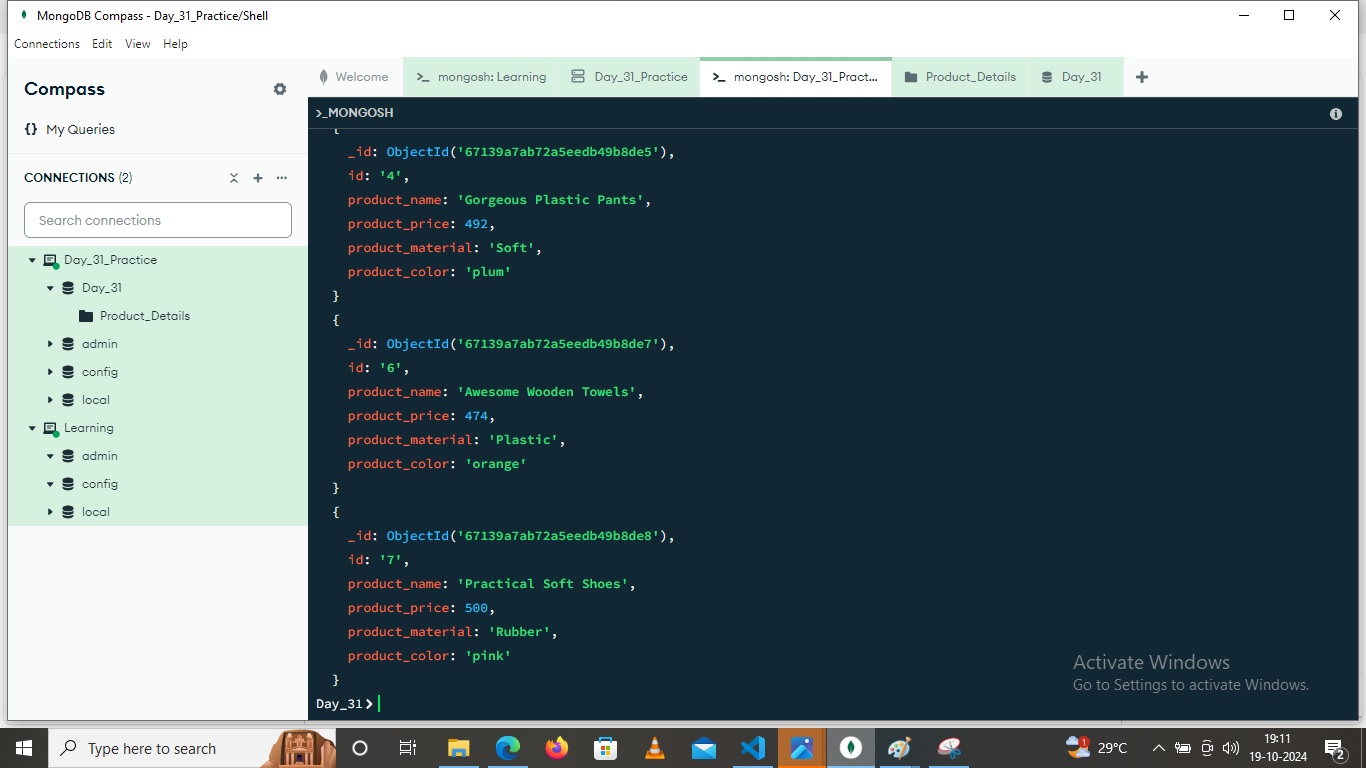 MongoDB Compass - Day_31_Practice/Shell
Connections Edit View Help
Compass
Welcome
>_ mongosh: Learning
Day_31_Practice
>_ mongosh: Day_31_Pract...
Product_Details
Day_31
+
{} My Queries
CONNECTIONS (2)
Search connections
Day_31_Practice
Day_31
Product_Details
admin
config
local
Learning
admin
config
local
>_MONGOSH
{
_id: ObjectId('67139a7ab72a5eedb49b8de5'),
id: '4',
product_name: 'Gorgeous Plastic Pants',
product_price: 492,
product_material: 'Soft',
product_color: 'plum'
}
{
_id: ObjectId('67139a7ab72a5eedb49b8de7'),
id: '6',
product_name: 'Awesome Wooden Towels',
product_price: 474,
product_material: 'Plastic',
product_color: 'orange'
}
{
_id: ObjectId('67139a7ab72a5eedb49b8de8'),
id: '7',
product_name: 'Practical Soft Shoes',
product_price: 500,
product_material: 'Rubber',
product_color: 'pink'
}
Day_31>
Activate Windows
Go to Settings to activate Windows.
Type here to search
1
29°C
19:11
19-10-2024
2